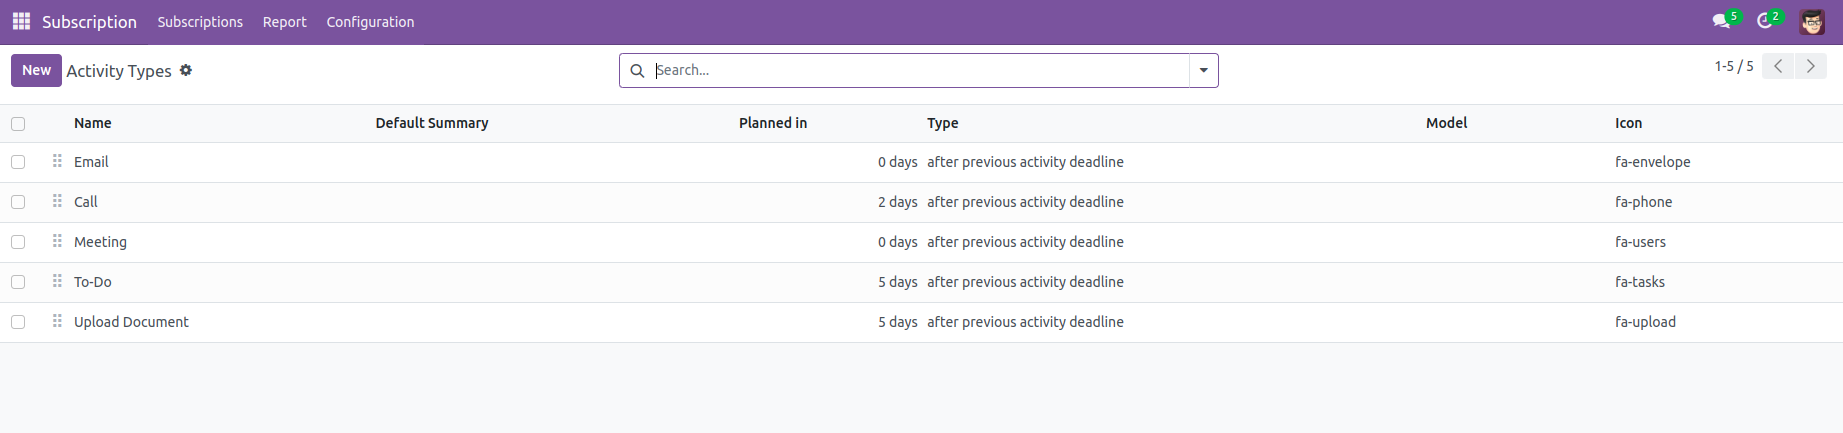 Subscription Subscriptions Report Configuration 5 2
New Activity Types Search... 1-5 / 5
Name Default Summary Planned in Type Model Icon
Email 0 days after previous activity deadline fa-envelope
Call 2 days after previous activity deadline fa-phone
Meeting 0 days after previous activity deadline fa-users
To-Do 5 days after previous activity deadline fa-tasks
Upload Document 5 days after previous activity deadline fa-upload